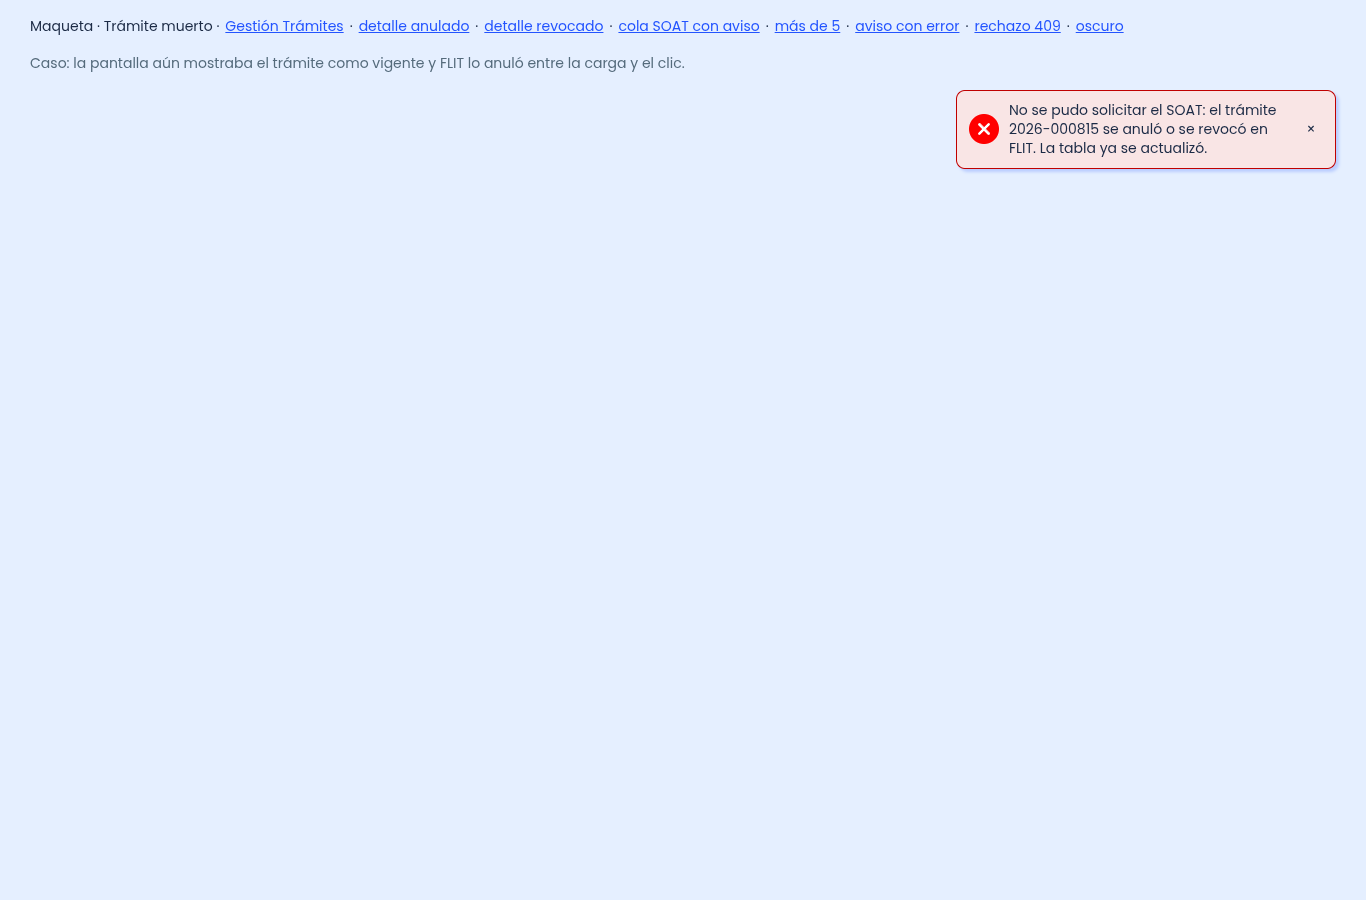 Maqueta · Trámite muerto · Gestión Trámites · detalle anulado · detalle revocado · cola SOAT con aviso · más de 5 · aviso con error · rechazo 409 · oscuro
Caso: la pantalla aún mostraba el trámite como vigente y FLIT lo anuló entre la carga y el clic.
No se pudo solicitar el SOAT: el trámite
2026-000815 se anuló o se revocó en
FLIT. La tabla ya se actualizó.
×